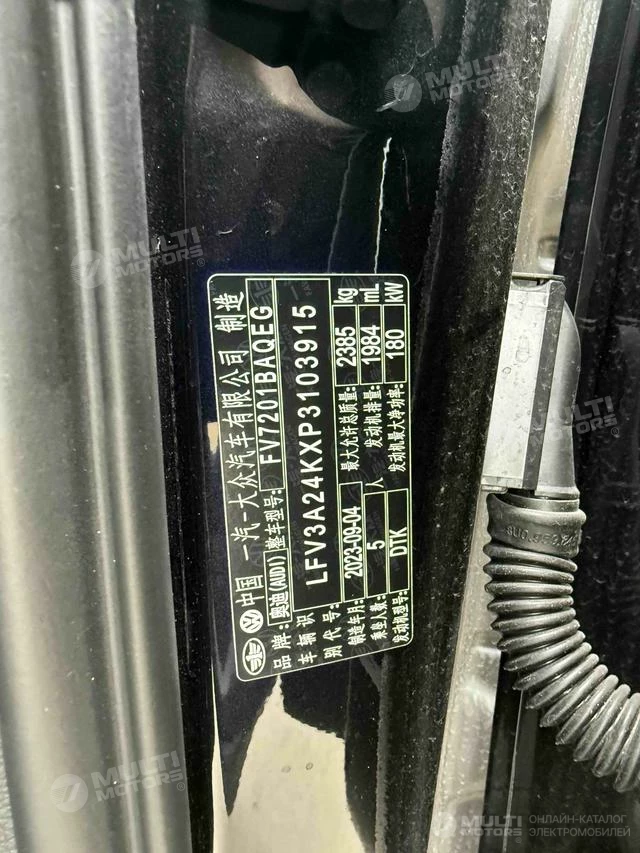 中国 一汽-大众汽车有限公司 制造
品牌: 奥迪(AUDI) 整车型号: FV7201BAQEG
车辆识别代号: LFV3A24KXP3103915
制造年月: 2023-09-04 最大允许总质量: 2385 kg
乘坐人数: 5 人 发动机排量: 1984 mL
发动机型号: DTK 发动机最大净功率: 180 kW
MULTI MOTORS
MULTI MOTORS
MULTI MOTORS
MULTI MOTORS
MULTI MOTORS
ОНЛАЙН-КАТАЛОГ
ЭЛЕКТРОМОБИЛЕЙ